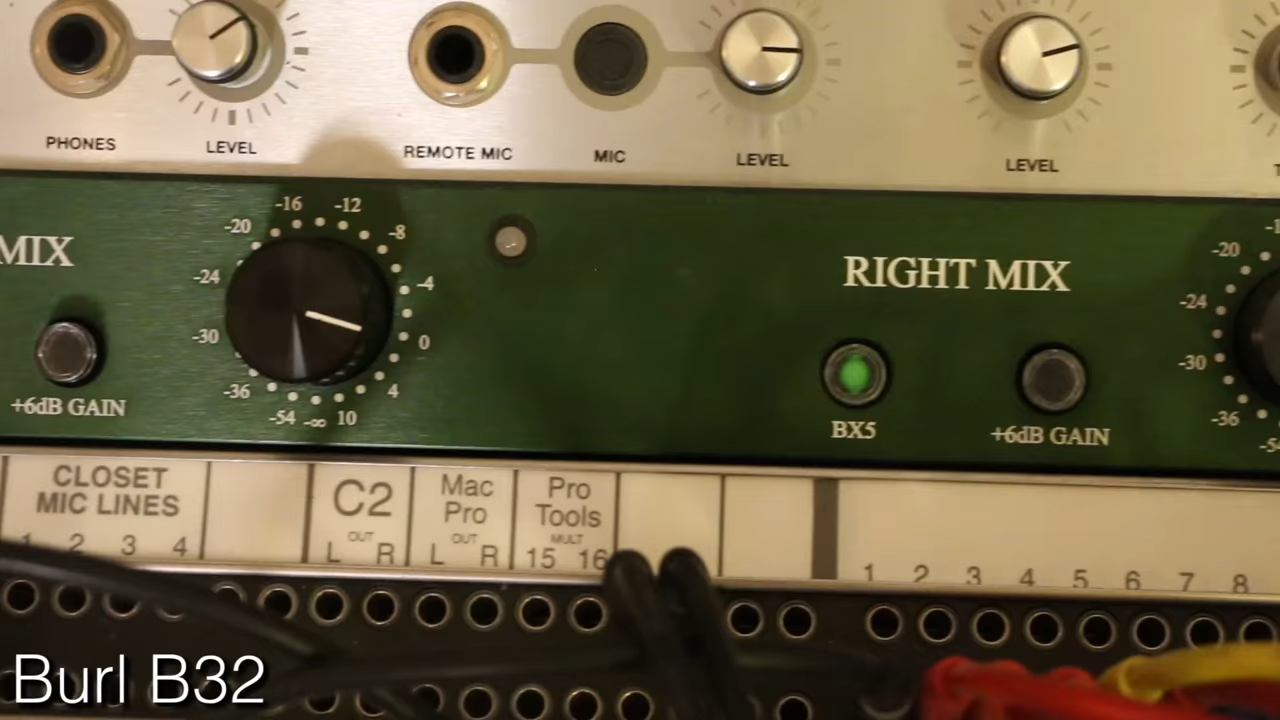 PHONES
LEVEL
REMOTE MIC
MIC
LEVEL
LEVEL
MIX
+6dB GAIN
-16
-12
-20
-8
-24
-4
-30
0
-36
4
-54
-∞
10
RIGHT MIX
BX5
+6dB GAIN
-20
-24
-30
-36
CLOSET
MIC LINES
1 2 3 4
C2
OUT
L R
Mac
Pro
OUT
L R
Pro
Tools
MULT
15 16
1 2 3 4 5 6 7 8
Burl B32